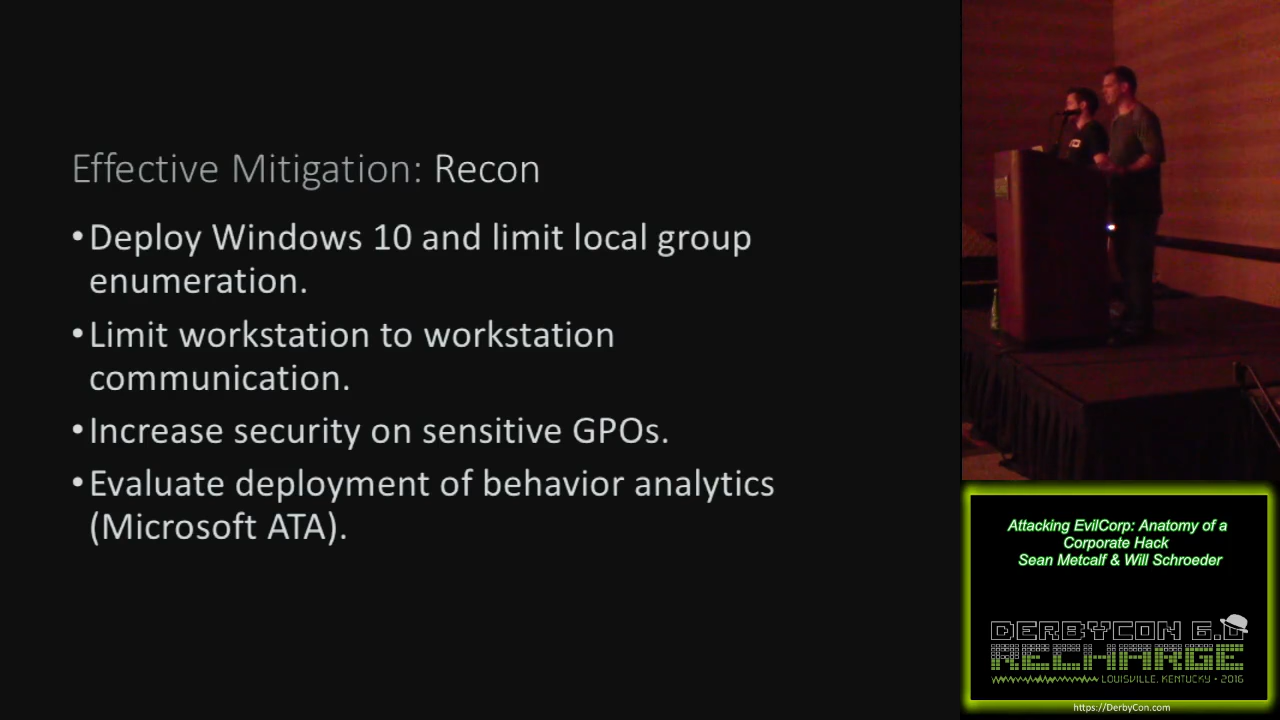 Effective Mitigation: Recon
•Deploy Windows 10 and limit local group
enumeration.
•Limit workstation to workstation
communication.
•Increase security on sensitive GPOs.
•Evaluate deployment of behavior analytics
(Microsoft ATA).
Attacking EvilCorp: Anatomy of a
Corporate Hack
Sean Metcalf & Will Schroeder
DERBYCON 6.0
RECHARGE
LOUISVILLE, KENTUCKY • 2016
https://DerbyCon.com